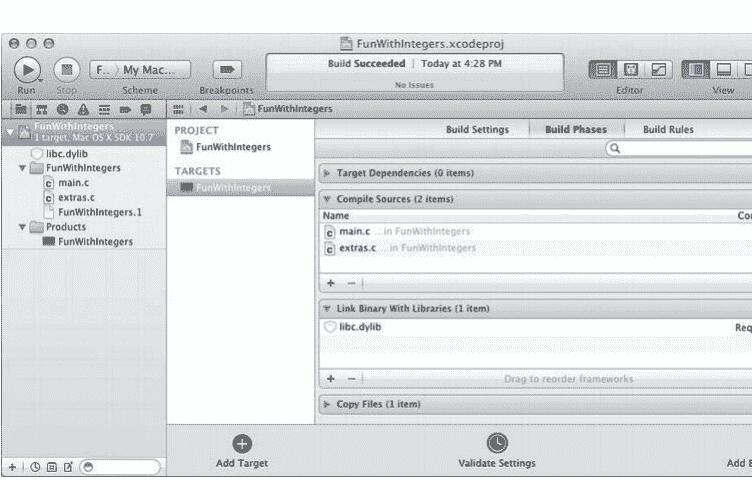 FunWithIntegers.xcodeproj
F... My Mac...
Build Succeeded | Today at 4:28 PM
No Issues
Run Stop Scheme Breakpoints Editor View
FunWithIntegers
FunWithIntegers
1 target, Mac OS X SDK 10.7
libc.dylib
FunWithIntegers
main.c
extras.c
FunWithIntegers.1
Products
FunWithIntegers
PROJECT
FunWithIntegers
TARGETS
FunWithIntegers
Build Settings Build Phases Build Rules
Target Dependencies (0 items)
Compile Sources (2 items)
Name Co
main.c ...in FunWithIntegers
extras.c ...in FunWithIntegers
Link Binary With Libraries (1 item)
libc.dylib Req
Drag to reorder frameworks
Copy Files (1 item)
Add Target Validate Settings Add B